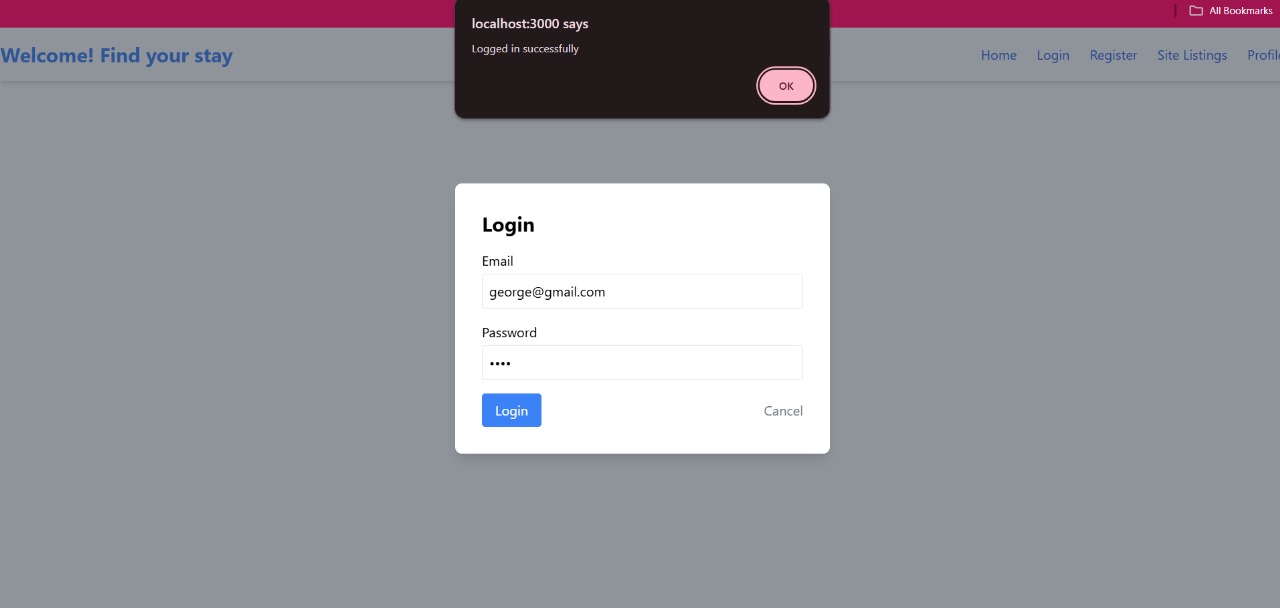 All Bookmarks
localhost:3000 says
Logged in successfully
OK
Welcome! Find your stay
Home Login Register Site Listings Profile
Login
Email
george@gmail.com
Password
••••
Login Cancel